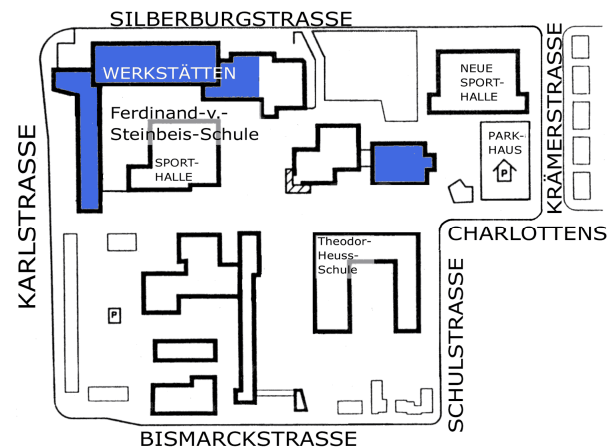 SILBERBURGSTRASSE
WERKSTÄTTEN
NEUE
SPORT-
HALLE
KRÄMERSTRASSE
Ferdinand-v.-
Steinbeis-Schule
SPORT-
HALLE
PARK-
HAUS
P
KARLSTRASSE
CHARLOTTENS
Theodor-
Heuss-
Schule
P
SCHULSTRASSE
BISMARCKSTRASSE